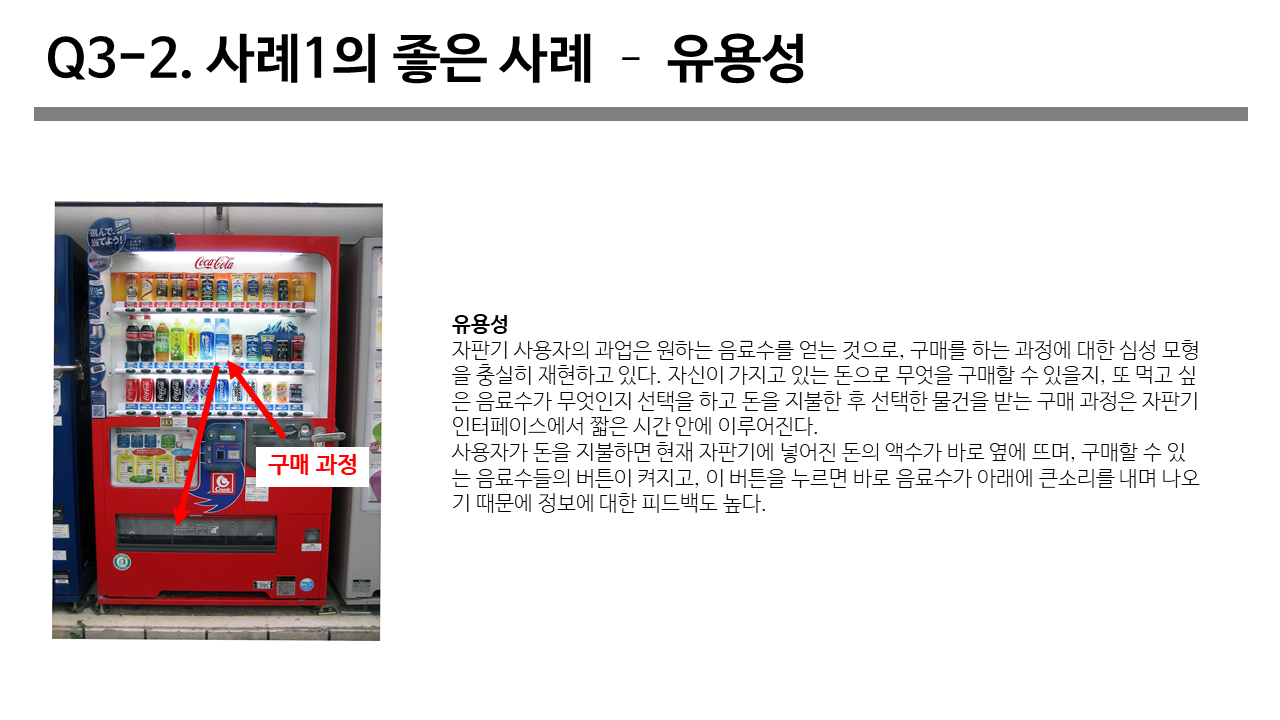 Q3-2. 사례1의 좋은 사례 - 유용성
選んで、
当てよう!
Coca-Cola
구매 과정
유용성
자판기 사용자의 과업은 원하는 음료수를 얻는 것으로, 구매를 하는 과정에 대한 심성 모형
을 충실히 재현하고 있다. 자신이 가지고 있는 돈으로 무엇을 구매할 수 있을지, 또 먹고 싶
은 음료수가 무엇인지 선택을 하고 돈을 지불한 후 선택한 물건을 받는 구매 과정은 자판기
인터페이스에서 짧은 시간 안에 이루어진다.
사용자가 돈을 지불하면 현재 자판기에 넣어진 돈의 액수가 바로 옆에 뜨며, 구매할 수 있
는 음료수들의 버튼이 켜지고, 이 버튼을 누르면 바로 음료수가 아래에 큰소리를 내며 나오
기 때문에 정보에 대한 피드백도 높다.